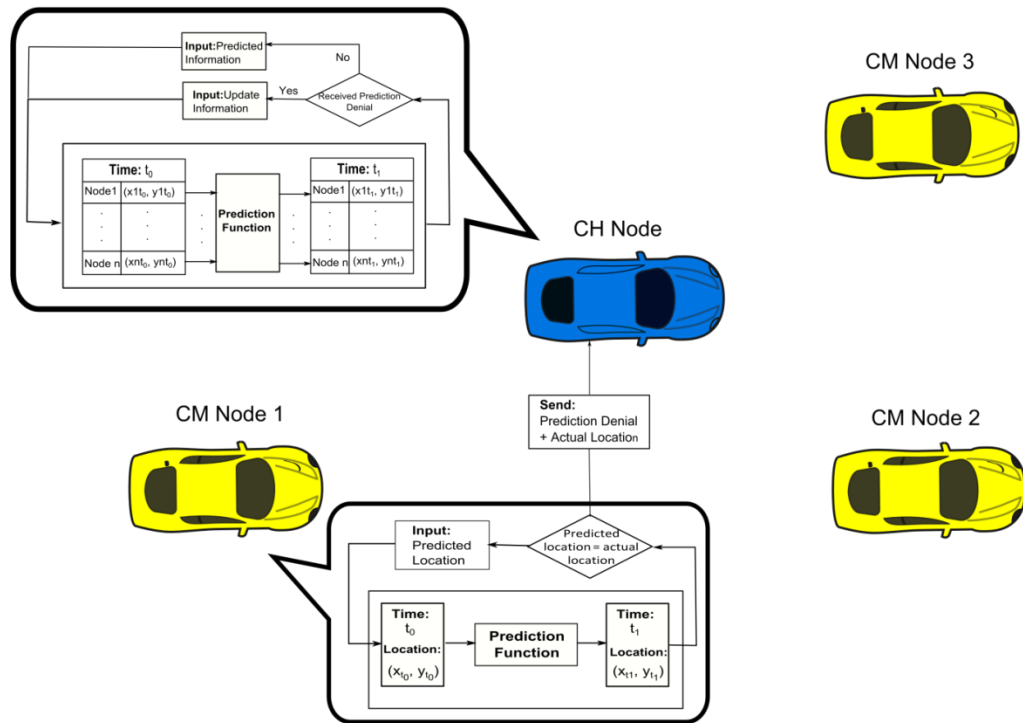 Input:Predicted
Information
No
Input:Update
Information
Yes
Received Prediction
Denial
Time: t₀
Node1 (x1t₀, y1t₀)
. .
. .
. .
Node n (xnt₀, ynt₀)
Prediction
Function
Time: t₁
Node1 (x1t₁, y1t₁)
. .
. .
. .
Node n (xnt₁, ynt₁)
CM Node 3
CH Node
Send:
Prediction Denial
+ Actual Location
CM Node 1
CM Node 2
Input:
Predicted
Location
Predicted
location = actual
location
Time:
t₀
Location:
(xₜ₀, yₜ₀)
Prediction
Function
Time:
t₁
Location:
(xₜ₁, yₜ₁)